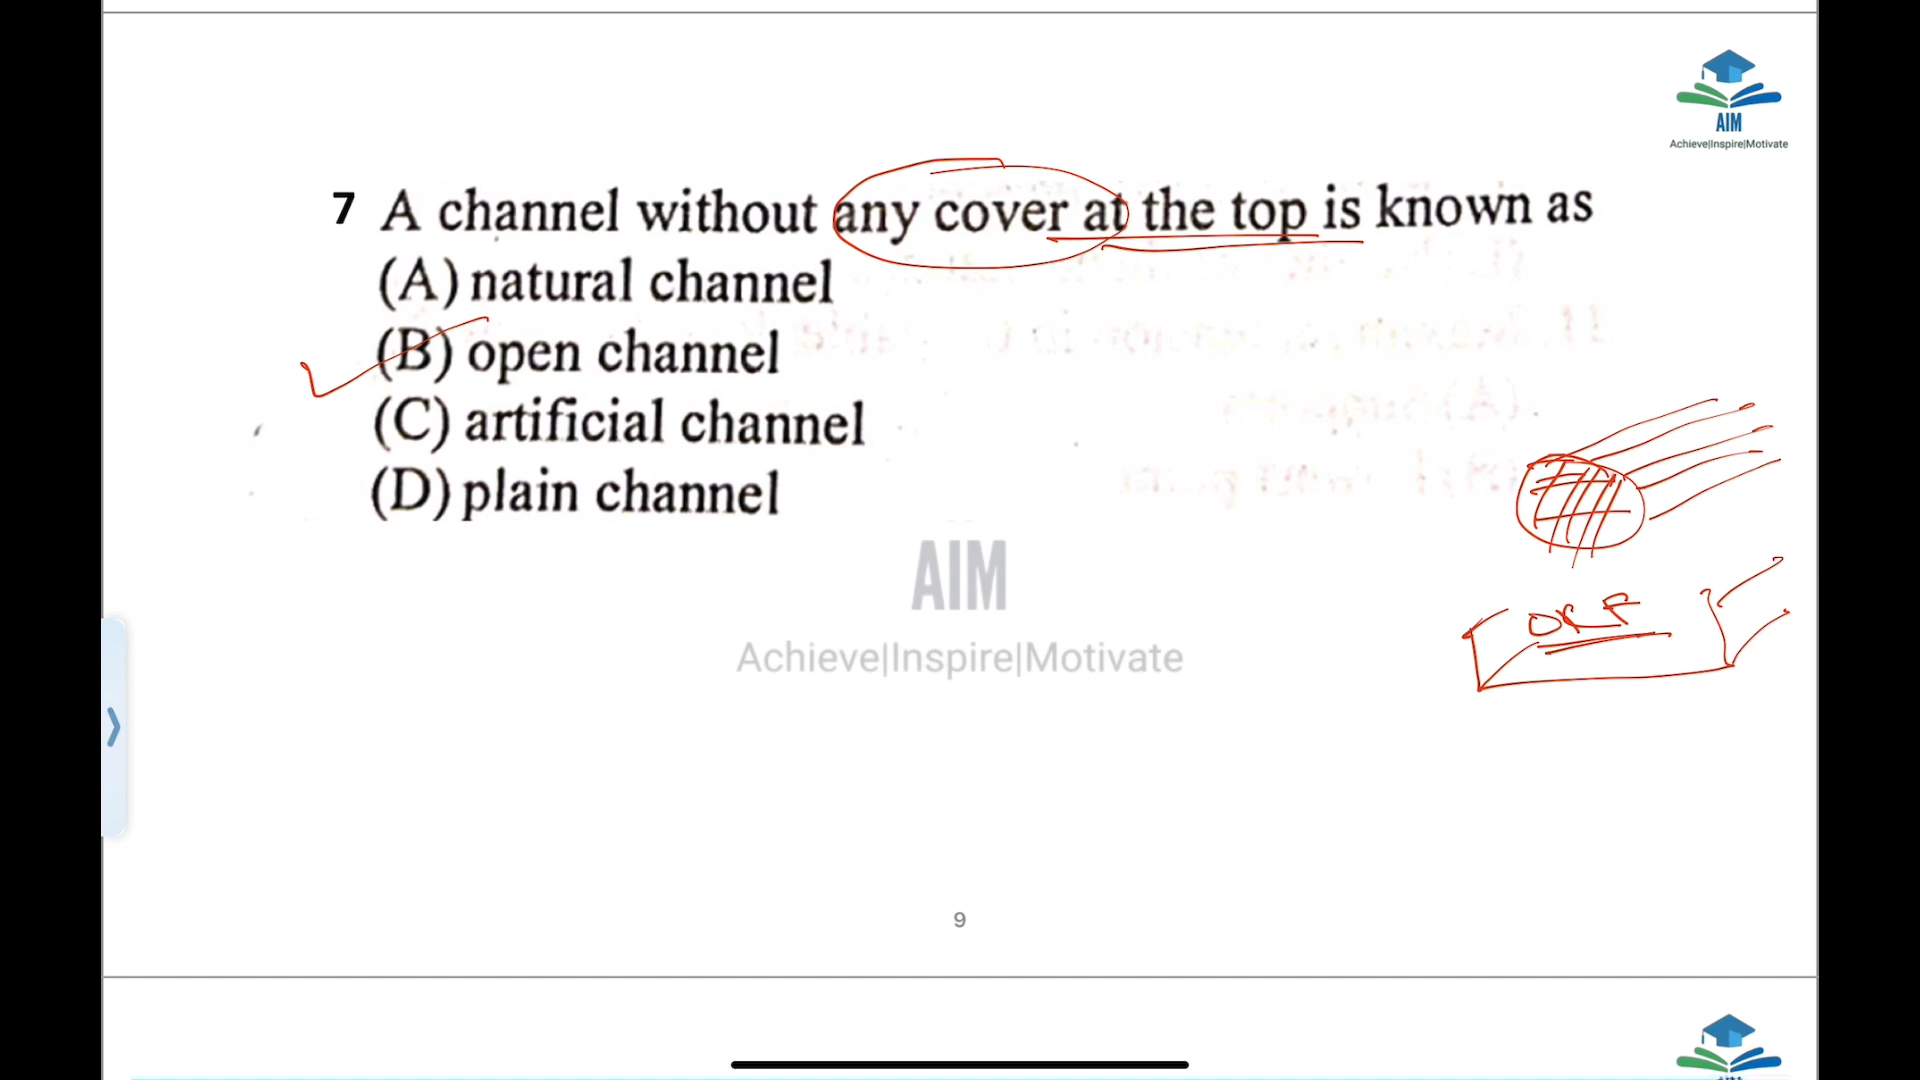 AIM
Achieve|Inspire|Motivate
7 A channel without any cover at the top is known as
(A) natural channel
(B) open channel
(C) artificial channel
(D) plain channel
AIM
Achieve|Inspire|Motivate
9